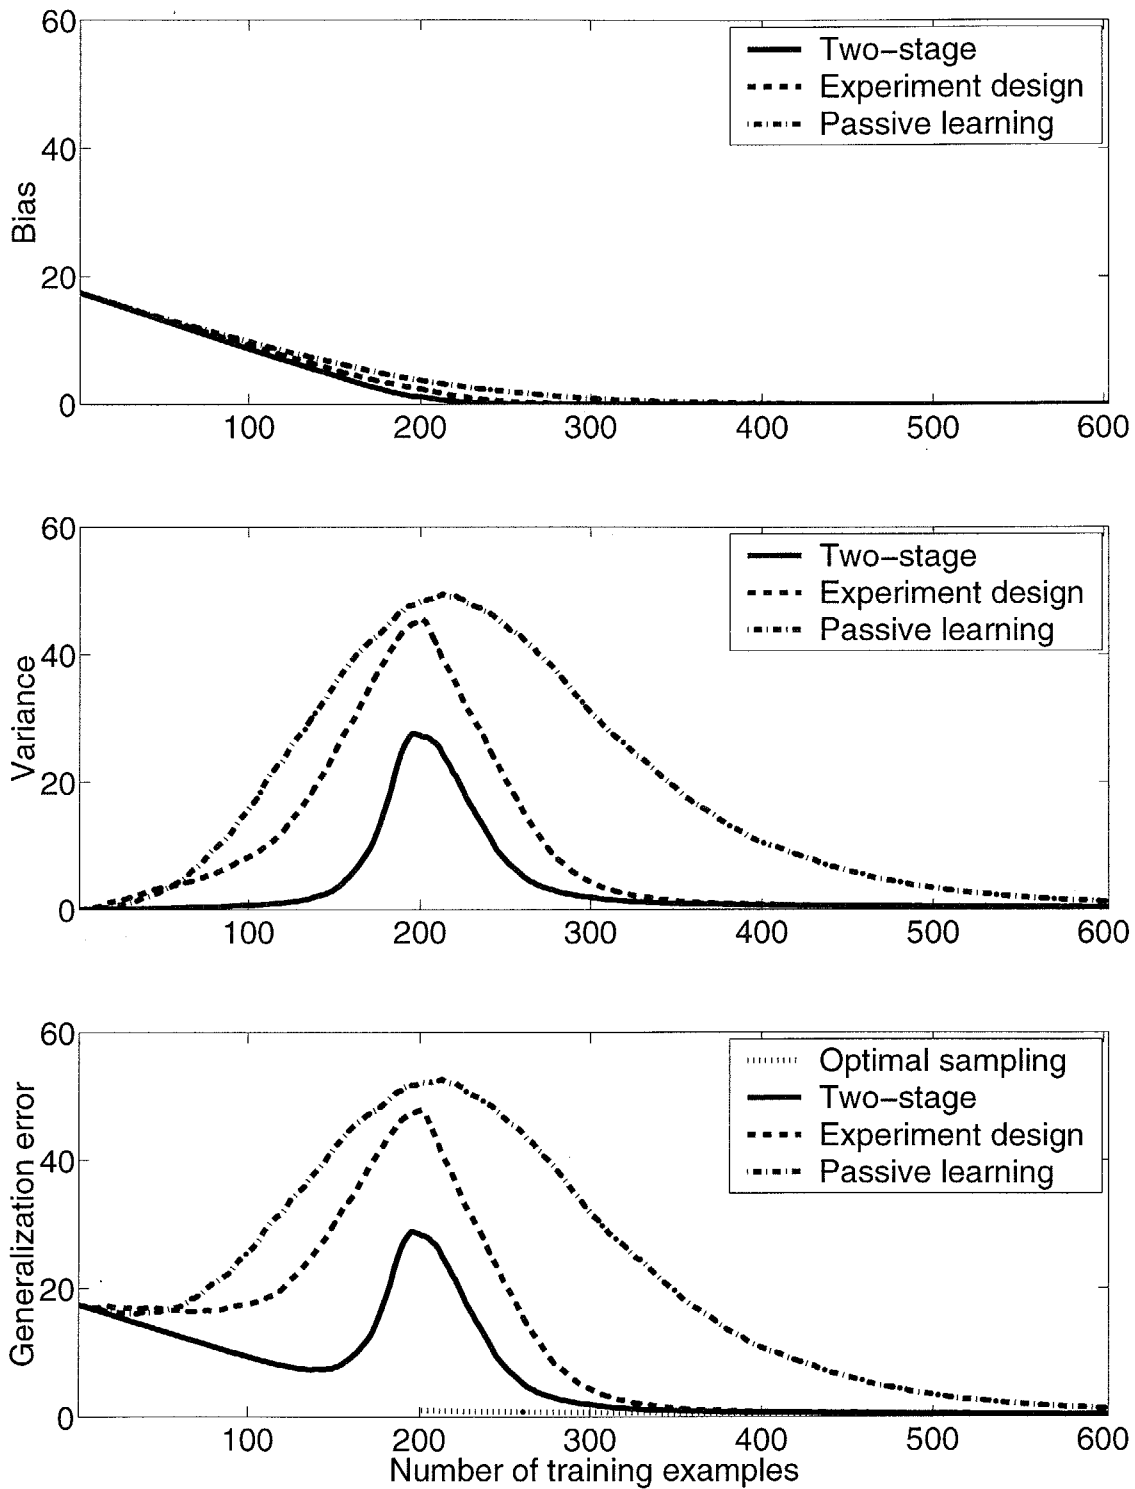 60
40
20
0
Bias
Two-stage
Experiment design
Passive learning
100 200 300 400 500 600
60
40
20
0
Variance
Two-stage
Experiment design
Passive learning
100 200 300 400 500 600
60
40
20
0
Generalization error
Optimal sampling
Two-stage
Experiment design
Passive learning
100 200 300 400 500 600
Number of training examples